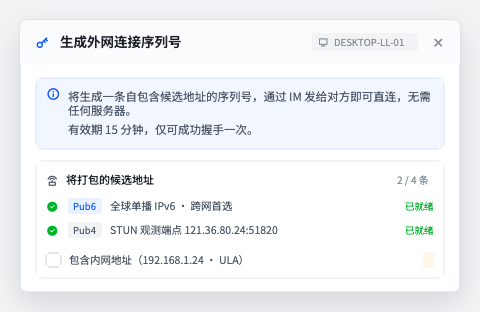 生成外网连接序列号
DESKTOP-LL-01
将生成一条自包含候选地址的序列号，通过 IM 发给对方即可直连，无需
任何服务器。
有效期 15 分钟，仅可成功握手一次。
将打包的候选地址
2 / 4 条
Pub6 全球单播 IPv6 · 跨网首选 已就绪
Pub4 STUN 观测端点 121.36.80.24:51820 已就绪
包含内网地址（192.168.1.24 · ULA）